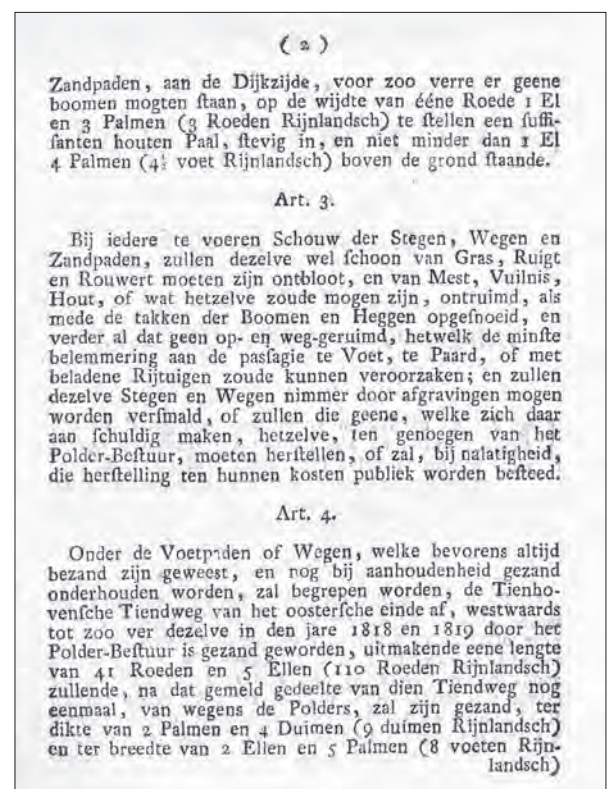 ( 2 )
Zandpaden, aan de Dijkzijde, voor zoo verre er geene
boomen mogten ſtaan, op de wijdte van ééne Roede 1 El
en 3 Palmen (3 Roeden Rijnlandsch) te ſtellen een ſuffi-
ſanten houten Paal, ſtevig in, en niet minder dan 1 El
4 Palmen (4½ voet Rijnlandsch) boven de grond ſtaande.
Art. 3.
Bij iedere te voeren Schouw der Stegen, Wegen en
Zandpaden, zullen dezelve wel ſchoon van Gras, Ruigt
en Rouwert moeten zijn ontbloot, en van Mest, Vuilnis,
Hout, of wat hetzelve zoude mogen zijn, ontruimd, als
mede de takken der Boomen en Heggen opgeſnoeid, en
verder al dat geen op- en weg-geruimd, hetwelk de minſte
belemmering aan de pasſagie te Voet, te Paard, of met
beladene Rijtuigen zoude kunnen veroorzaken; en zullen
dezelve Stegen en Wegen nimmer door afgravingen mogen
worden verſmald, of zullen die geene, welke zich daar
aan ſchuldig maken, hetzelve, ten genoegen van het
Polder-Beſtuur, moeten herſtellen, of zal, bij nalatigheid,
die herſtelling ten hunnen kosten publiek worden beſteed.
Art. 4.
Onder de Voetpaden of Wegen, welke bevorens altijd
bezand zijn geweest, en nog bij aanhoudenheid gezand
onderhouden worden, zal begrepen worden, de Tienho-
venſche Tiendweg van het oosterſche einde af, westwaards
tot zoo ver dezelve in den jare 1818 en 1819 door het
Polder-Beſtuur is gezand geworden, uitmakende eene lengte
van 41 Roeden en 5 Ellen (110 Roeden Rijnlandsch)
zullende, na dat gemeld gedeelte van dien Tiendweg nog
eenmaal, van wegens de Polders, zal zijn gezand, ter
dikte van 2 Palmen en 4 Duimen (9 duimen Rijnlandsch)
en ter breedte van 2 Ellen en 5 Palmen (8 voeten Rijn-
landsch)